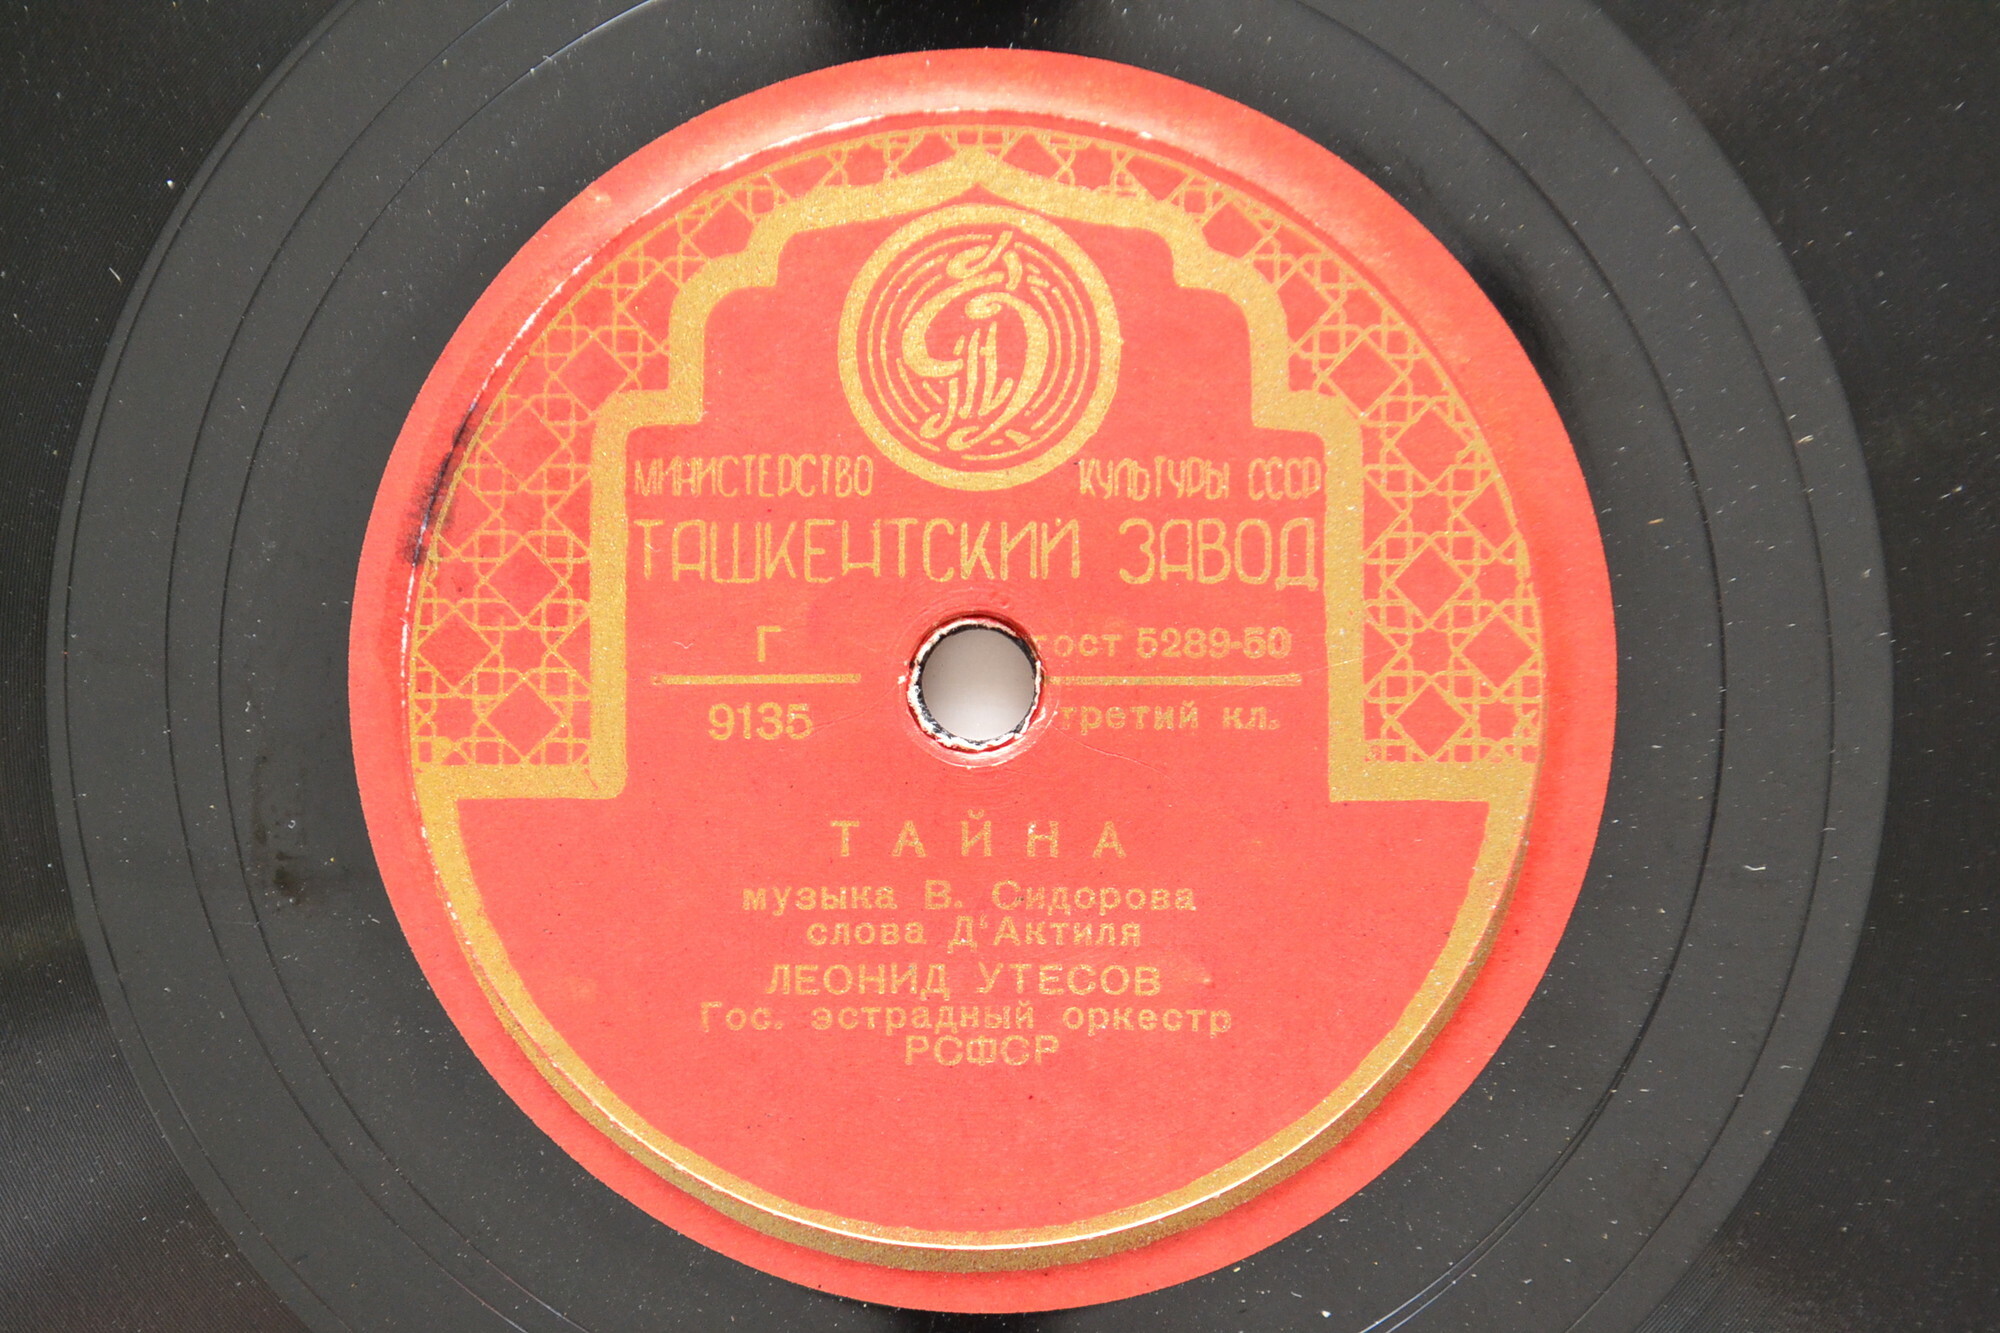 МИНИСТЕРСТВО КУЛЬТУРЫ СССР
ТАШКЕНТСКИЙ ЗАВОД
Г ГОСТ 5289-50
9135 третий кл.
ТАЙНА
музыка В. Сидорова
слова Д'Актиля
ЛЕОНИД УТЕСОВ
Гос. эстрадный оркестр
РСФСР